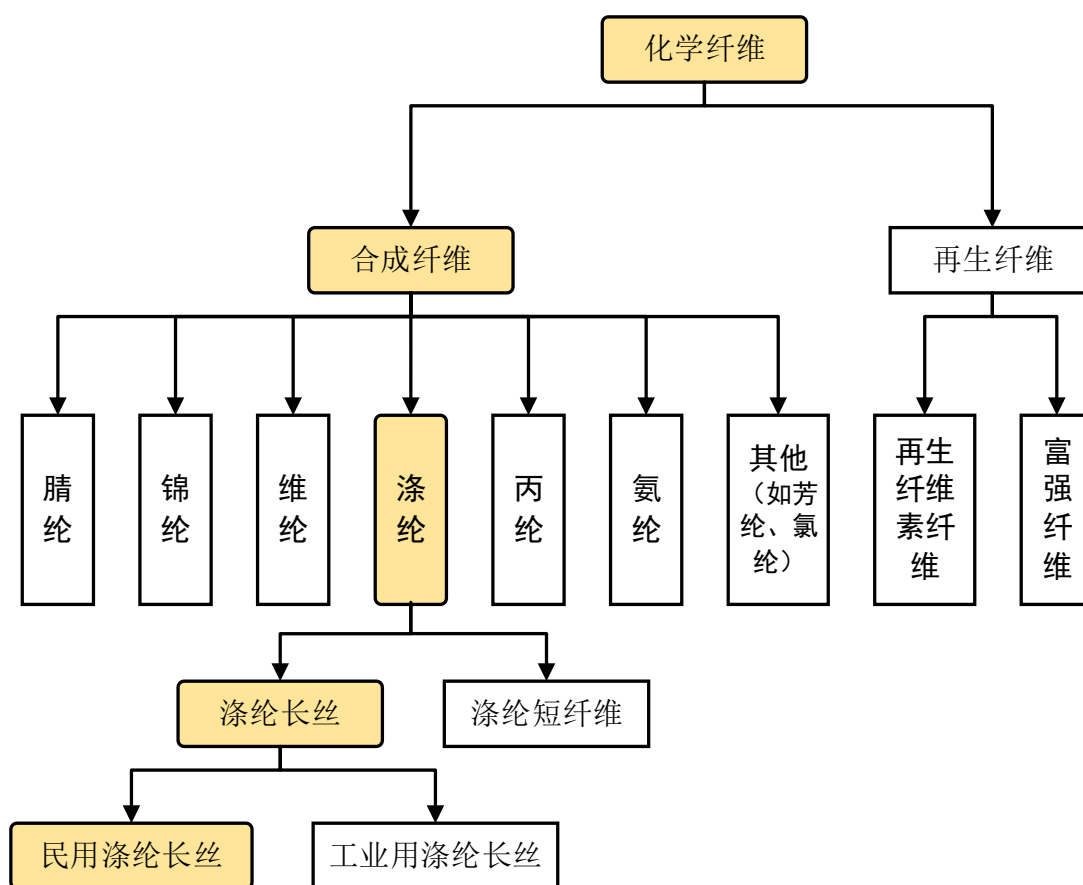 化学纤维
合成纤维
再生纤维
腈
纶
锦
纶
维
纶
涤
纶
丙
纶
氨
纶
其他
（如芳
纶、氯
纶）
再生
纤维
素纤
维
富
强
纤
维
涤纶长丝
涤纶短纤维
民用涤纶长丝
工业用涤纶长丝